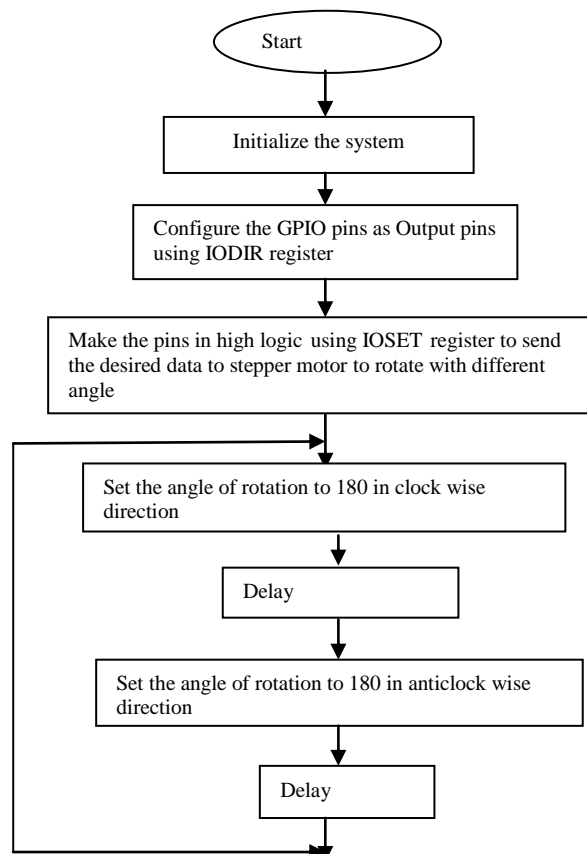 Start
Initialize the system
Configure the GPIO pins as Output pins
using IODIR register
Make the pins in high logic using IOSET register to send
the desired data to stepper motor to rotate with different
angle
Set the angle of rotation to 180 in clock wise
direction
Delay
Set the angle of rotation to 180 in anticlock wise
direction
Delay